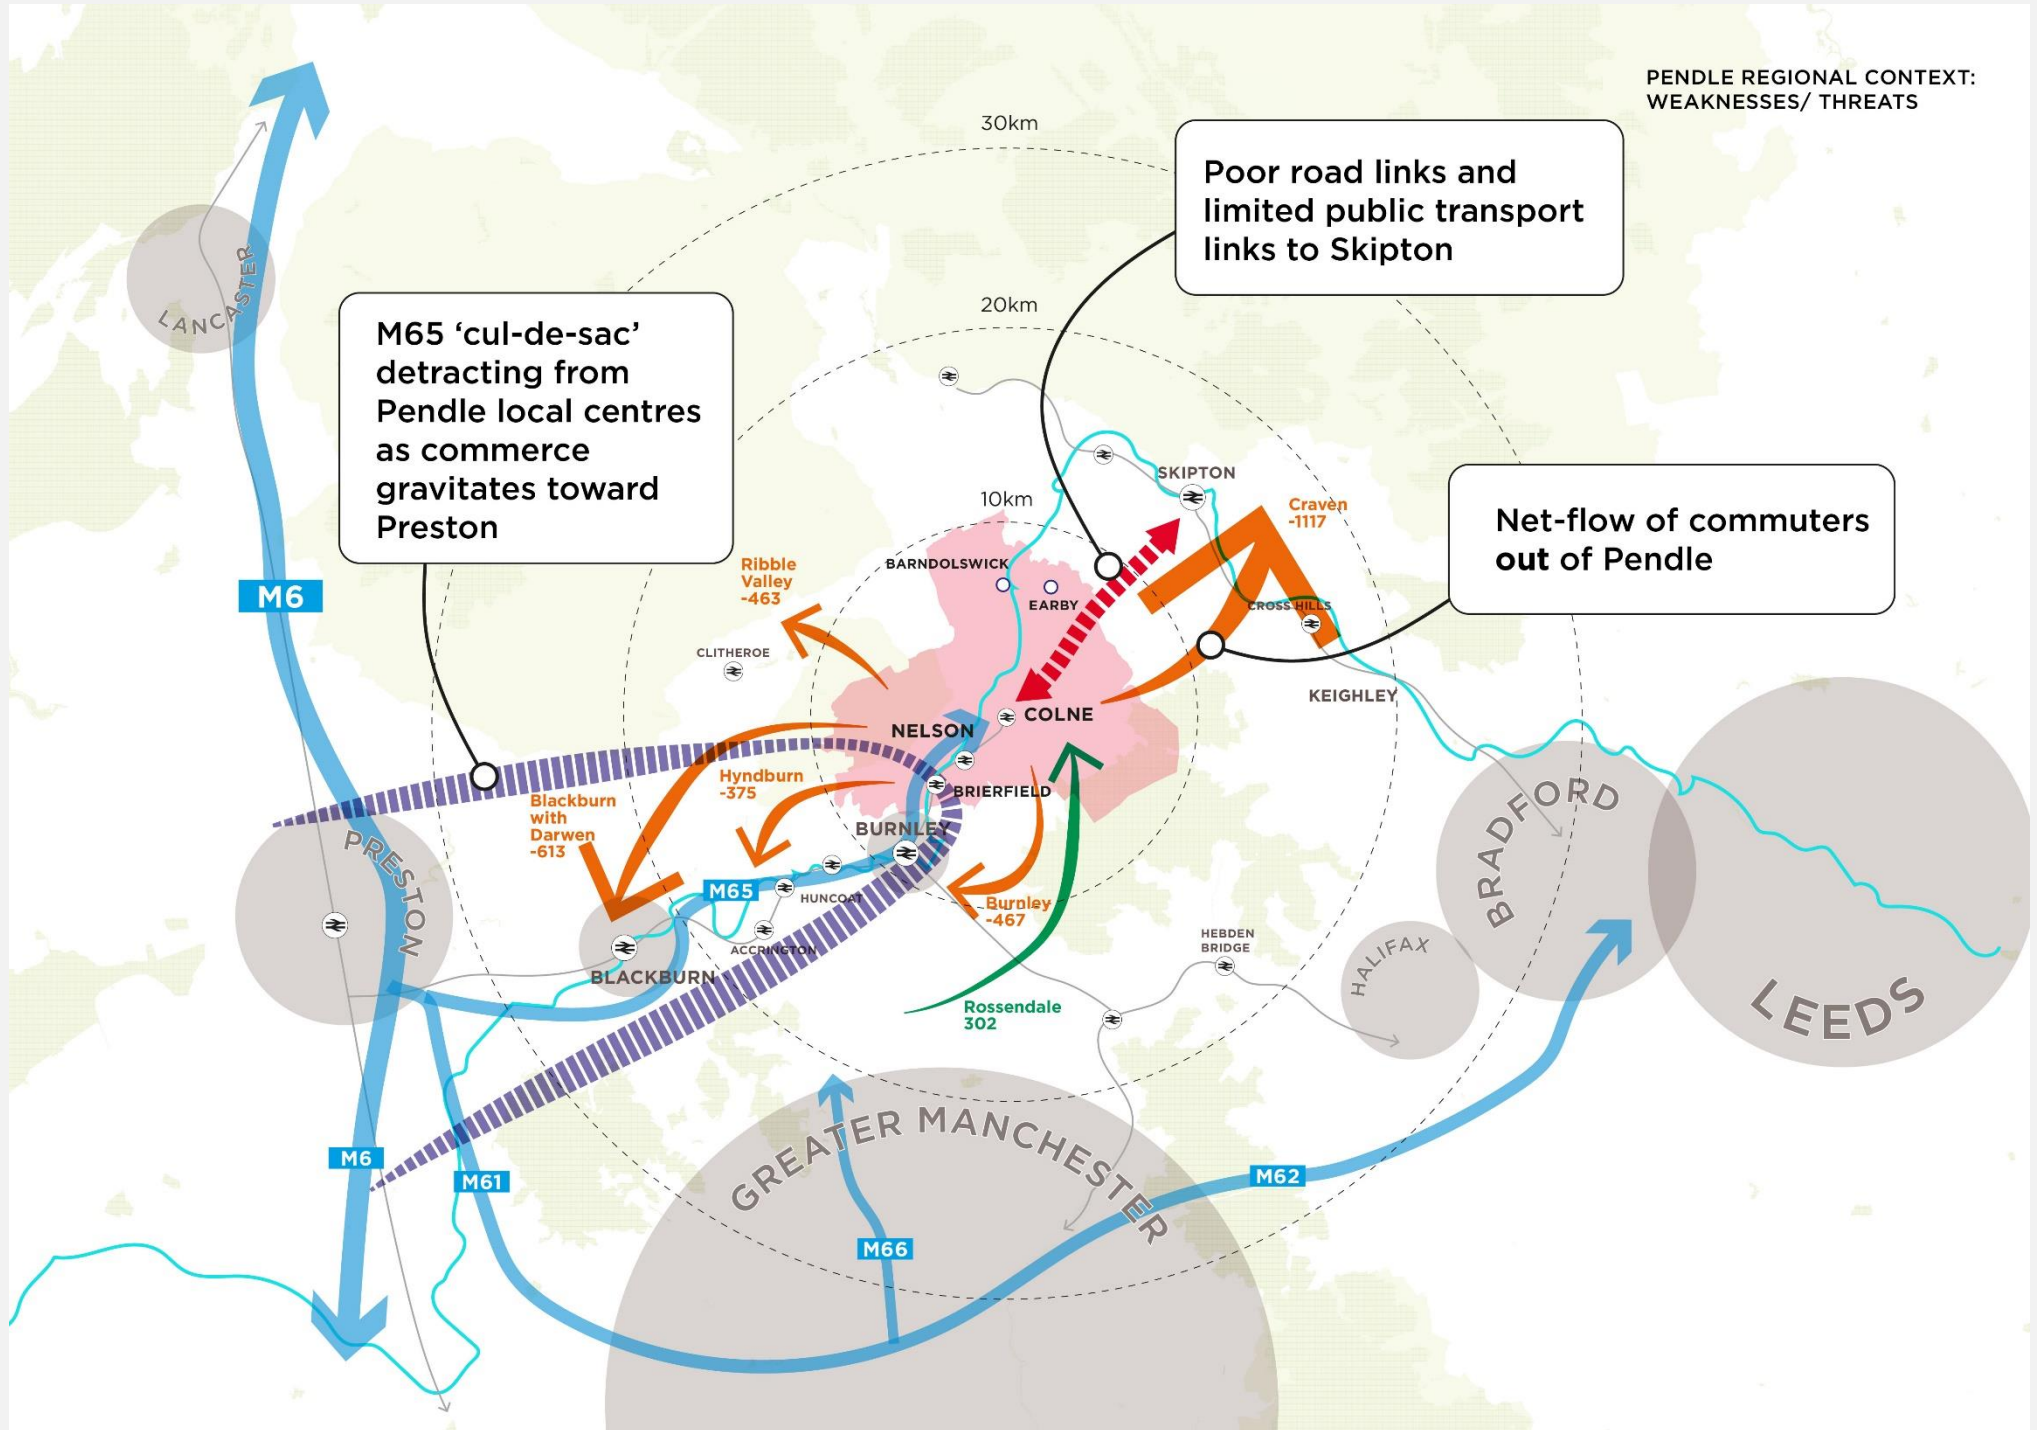 PENDLE REGIONAL CONTEXT:
WEAKNESSES/ THREATS
30km
Poor road links and
limited public transport
links to Skipton
LANCASTER
20km
M65 ‘cul-de-sac’
detracting from
Pendle local centres
as commerce
gravitates toward
Preston
SKIPTON
10km
Craven
-1117
Net-flow of commuters
out of Pendle
Ribble
Valley
-463
BARNDOLSWICK
M6
EARBY
CROSS HILLS
CLITHEROE
KEIGHLEY
COLNE
NELSON
Hyndburn
-375
BRIERFIELD
Blackburn
with
Darwen
-613
BRADFORD
PRESTON
BURNLEY
M65
HUNCOAT
Burnley
-467
HEBDEN
BRIDGE
HALIFAX
ACCRINGTON
BLACKBURN
LEEDS
Rossendale
302
GREATER MANCHESTER
M6
M61
M62
M66